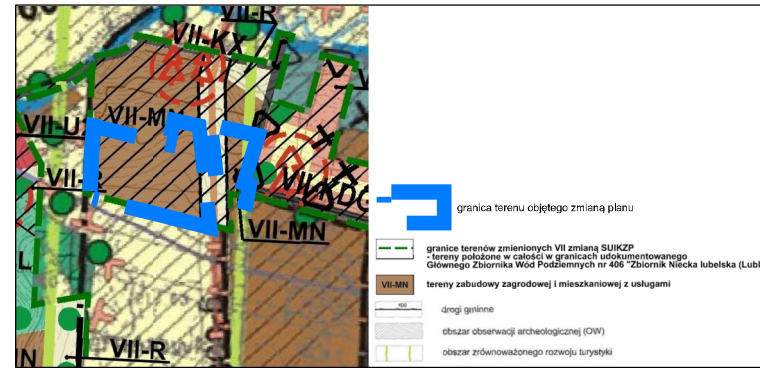 VII-R
VII-KX
VII-MN
VII-R
VII-MN
VII-R
granica terenu objętego zmianą planu
granice terenów zmienionych VII zmianą SUIKZP
- tereny położone w całości w granicach udokumentowanego
Głównego Zbiornika Wód Podziemnych nr 406 "Zbiornik Niecka lubelska (Lubl
VII-MN
tereny zabudowy zagrodowej i mieszkaniowej z usługami
drogi gminne
obszar obserwacji archeologicznej (OW)
obszar zrównoważonego rozwoju turystyki